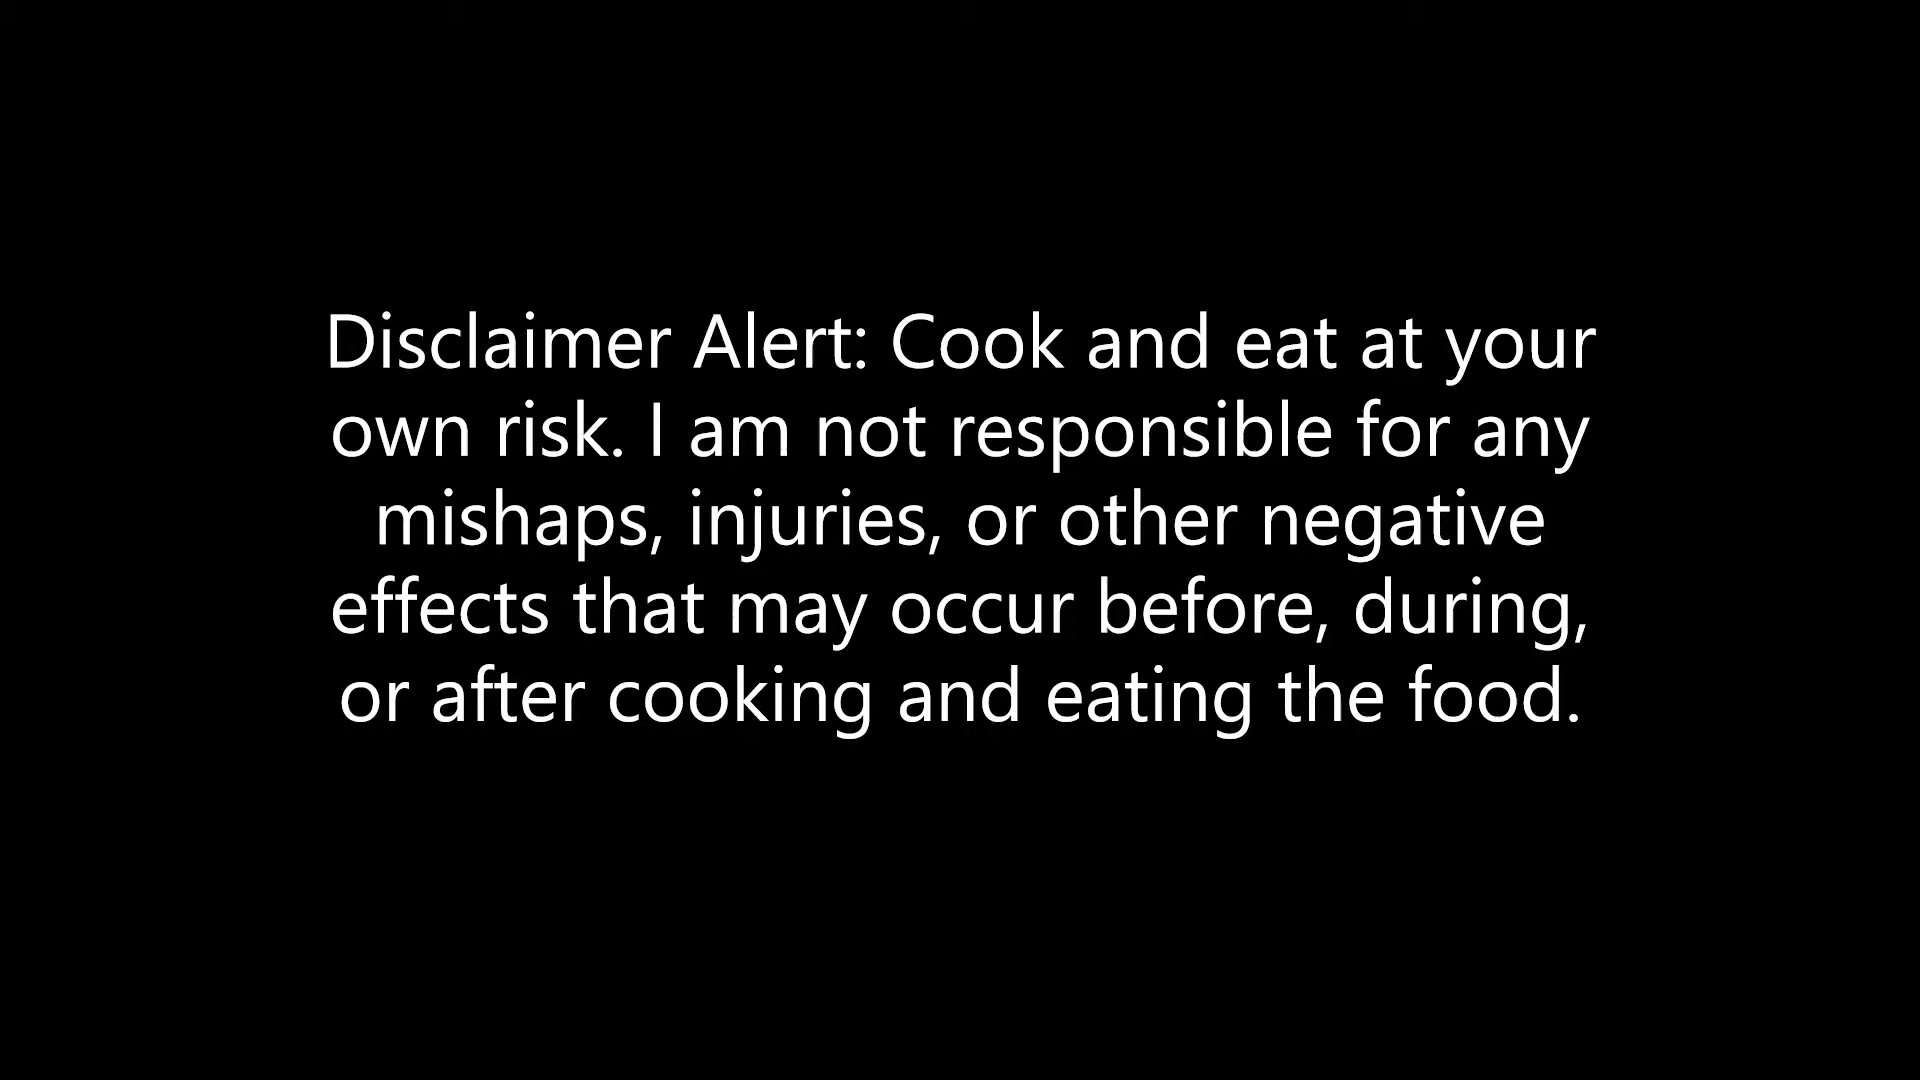 Disclaimer Alert: Cook and eat at your
own risk. I am not responsible for any
mishaps, injuries, or other negative
effects that may occur before, during,
or after cooking and eating the food.